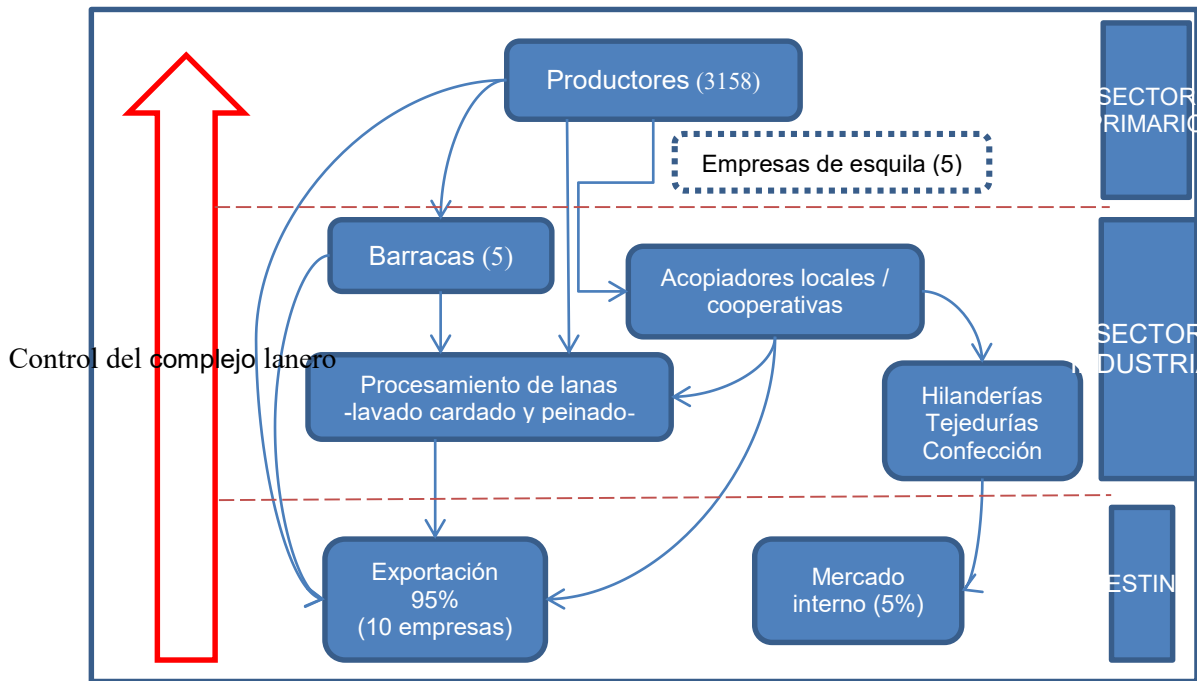 Productores (3158)
SECTOR
PRIMARIO
Empresas de esquila (5)
Barracas (5)
Acopiadores locales /
cooperativas
SECTOR
INDUSTRIA
Control del complejo lanero
Procesamiento de lanas
-lavado cardado y peinado-
Hilanderías
Tejedurías
Confección
Exportación
95%
(10 empresas)
Mercado
interno (5%)
ESTIN